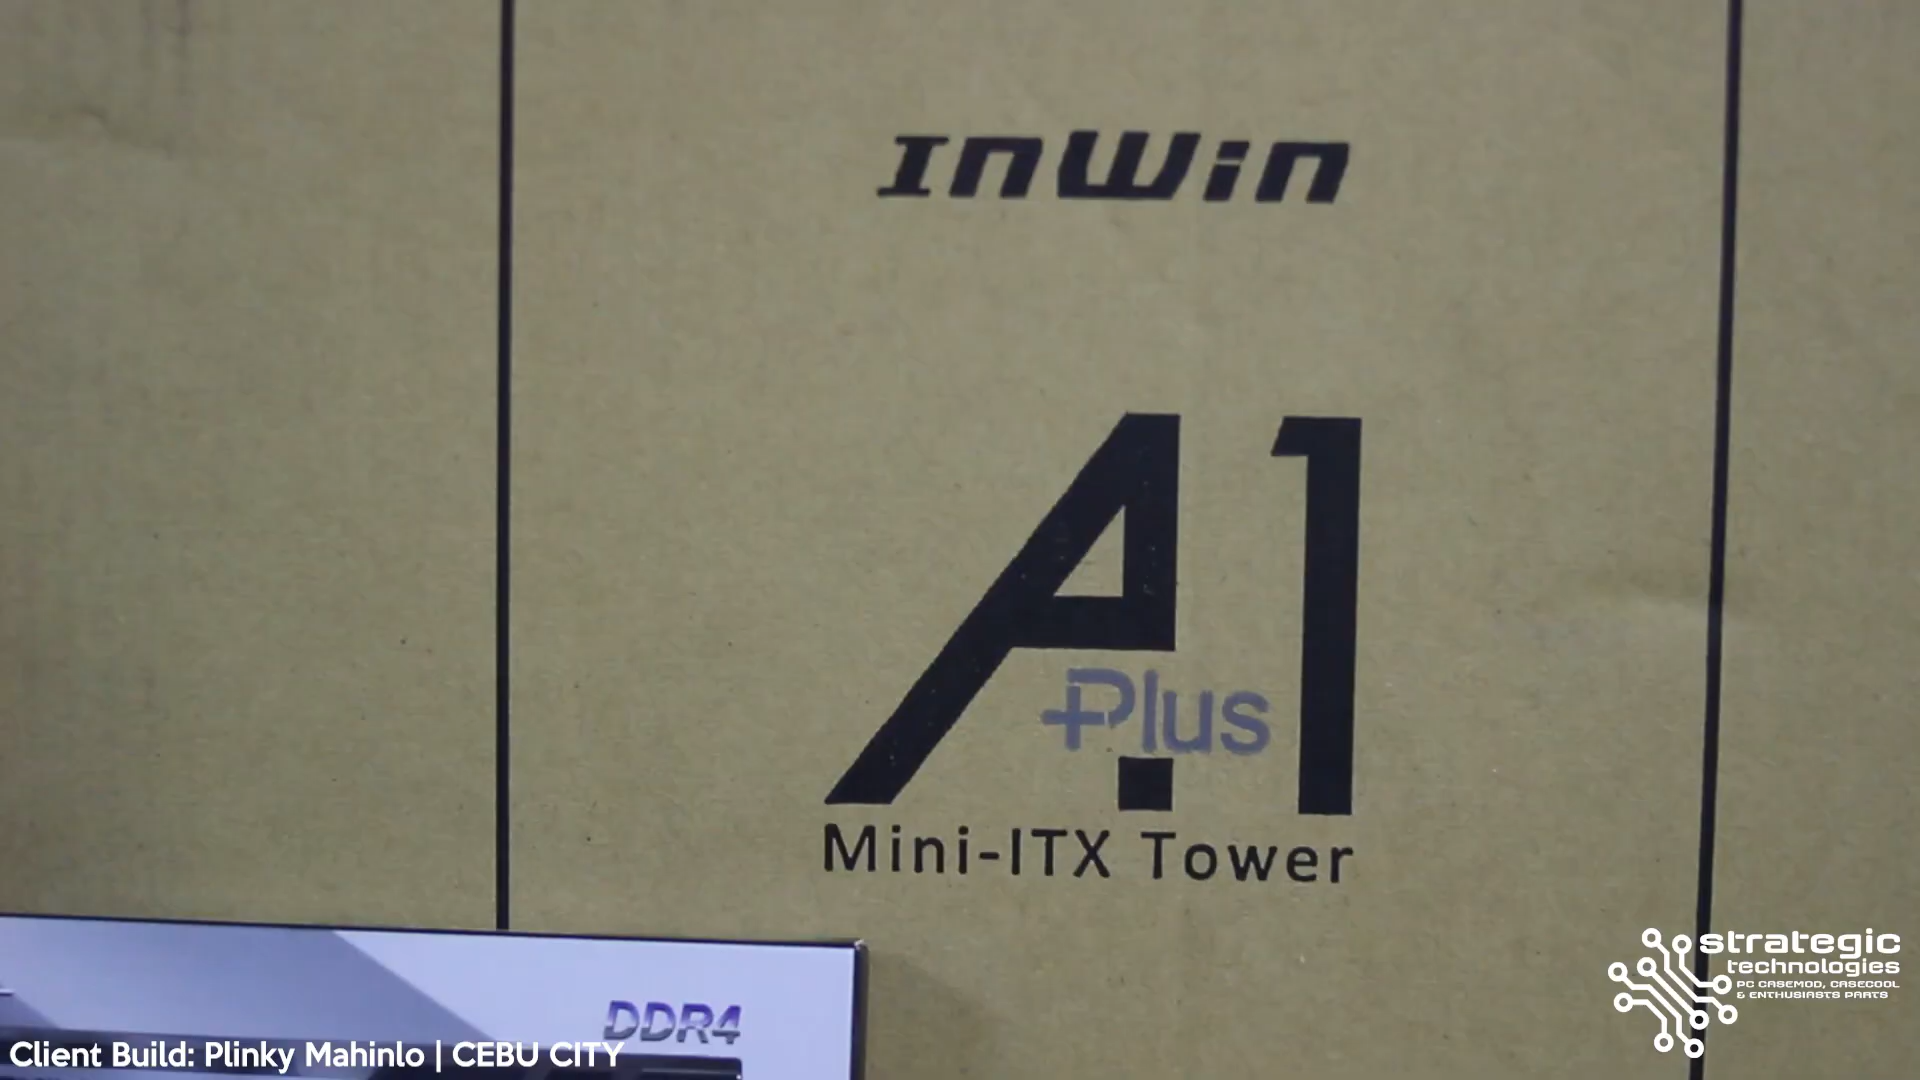 InWin
A1
Plus
Mini-ITX Tower
DDR4
Client Build: Plinky Mahinlo | CEBU CITY
strategic
technologies
PC CASEMOD, CASECOOL
& ENTHUSIASTS PARTS